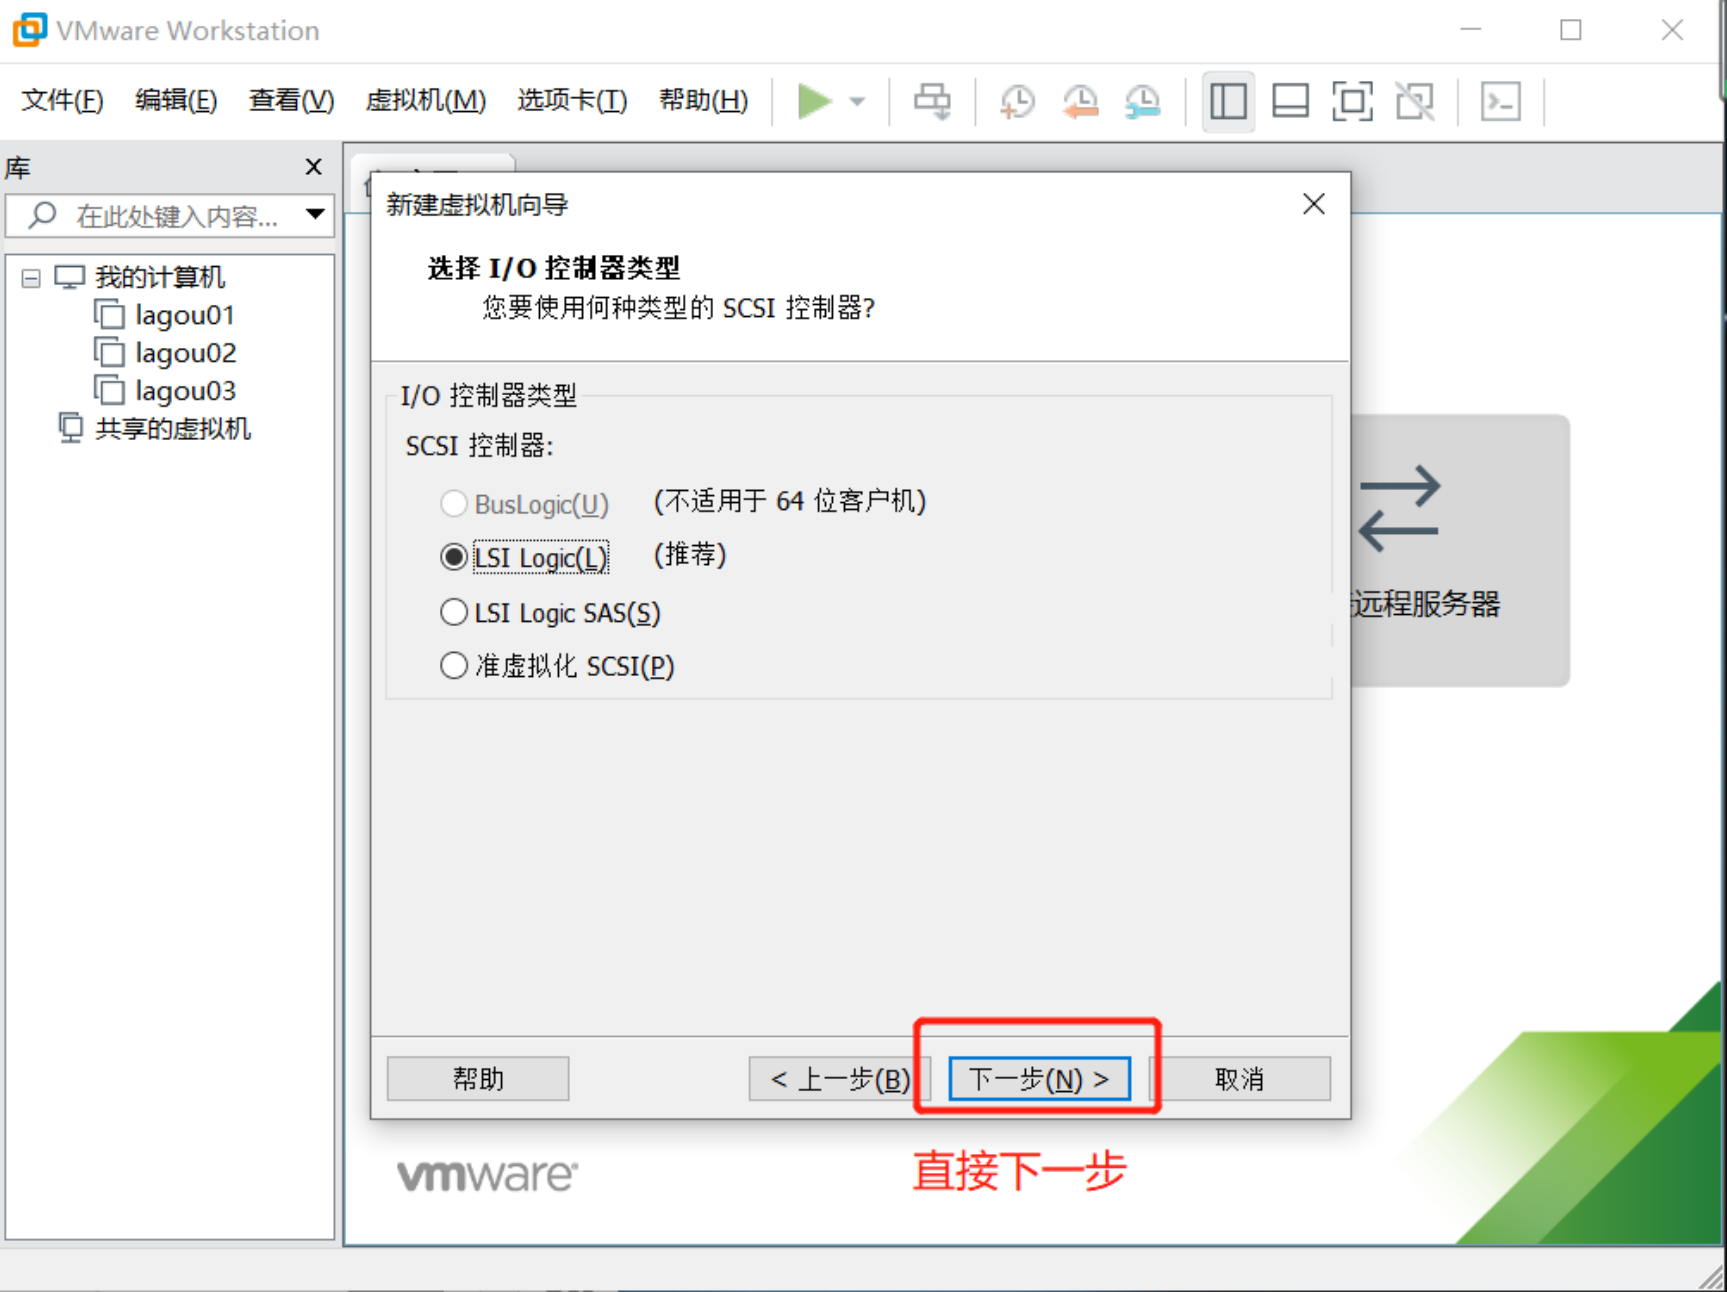 VMware Workstation
文件(F) 编辑(E) 查看(V) 虚拟机(M) 选项卡(T) 帮助(H)
库
在此处键入内容...
我的计算机
lagou01
lagou02
lagou03
共享的虚拟机
新建虚拟机向导
选择 I/O 控制器类型
您要使用何种类型的 SCSI 控制器?
I/O 控制器类型
SCSI 控制器:
BusLogic(U) (不适用于 64 位客户机)
LSI Logic(L) (推荐)
LSI Logic SAS(S)
准虚拟化 SCSI(P)
远程服务器
帮助 < 上一步(B) 下一步(N) > 取消
直接下一步
vmware